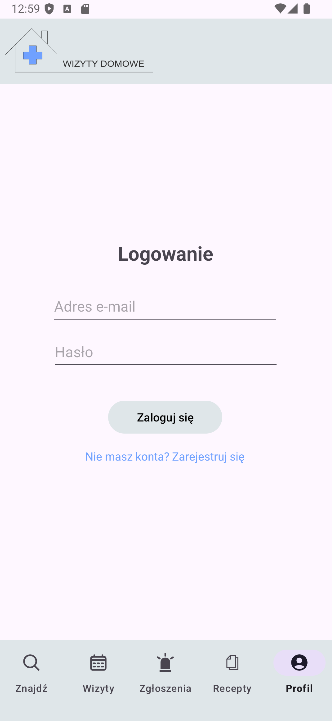 12:59
WIZYTY DOMOWE
Logowanie
Adres e-mail
Hasło
Zaloguj się
Nie masz konta? Zarejestruj się
Znajdź Wizyty Zgłoszenia Recepty Profil